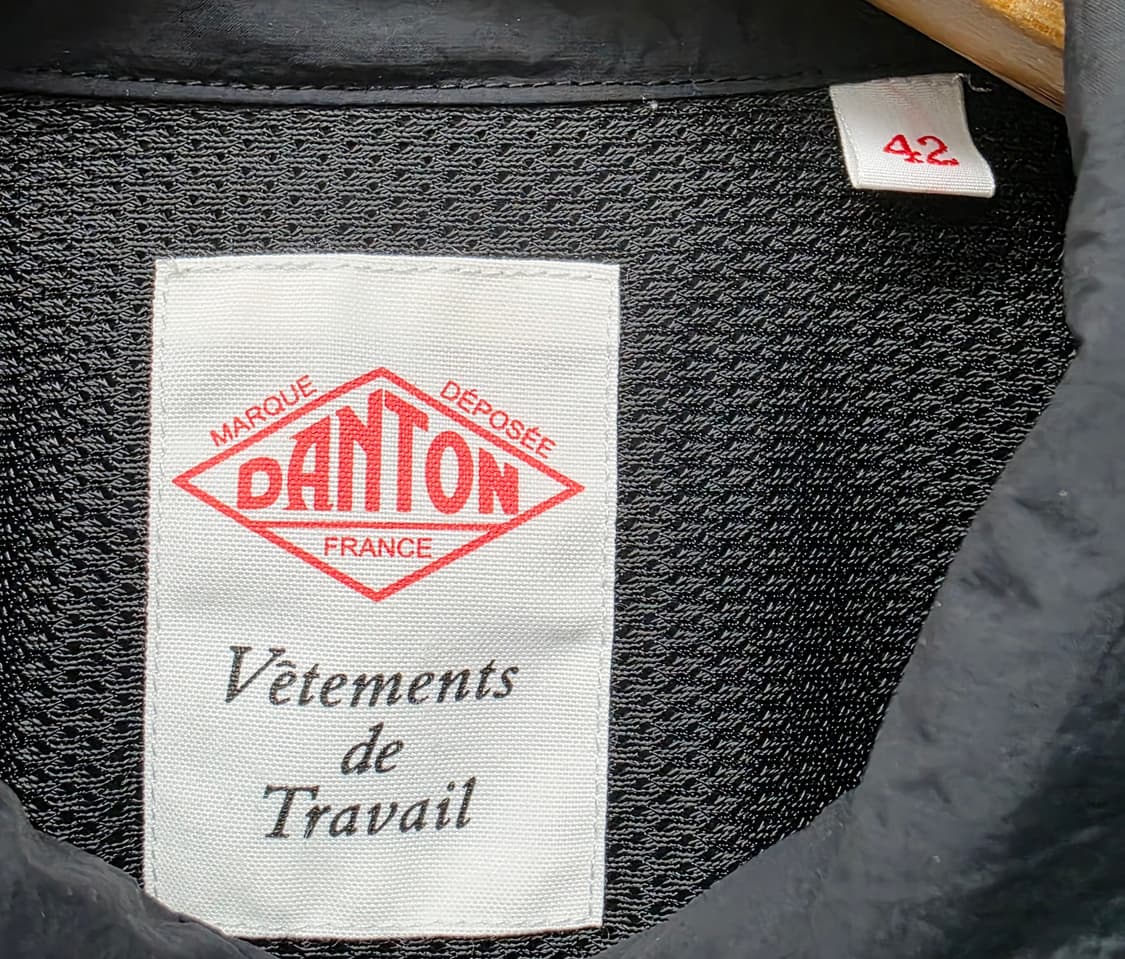 42
MARQUE DÉPOSÉE
DANTON
FRANCE
Vêtements
de
Travail